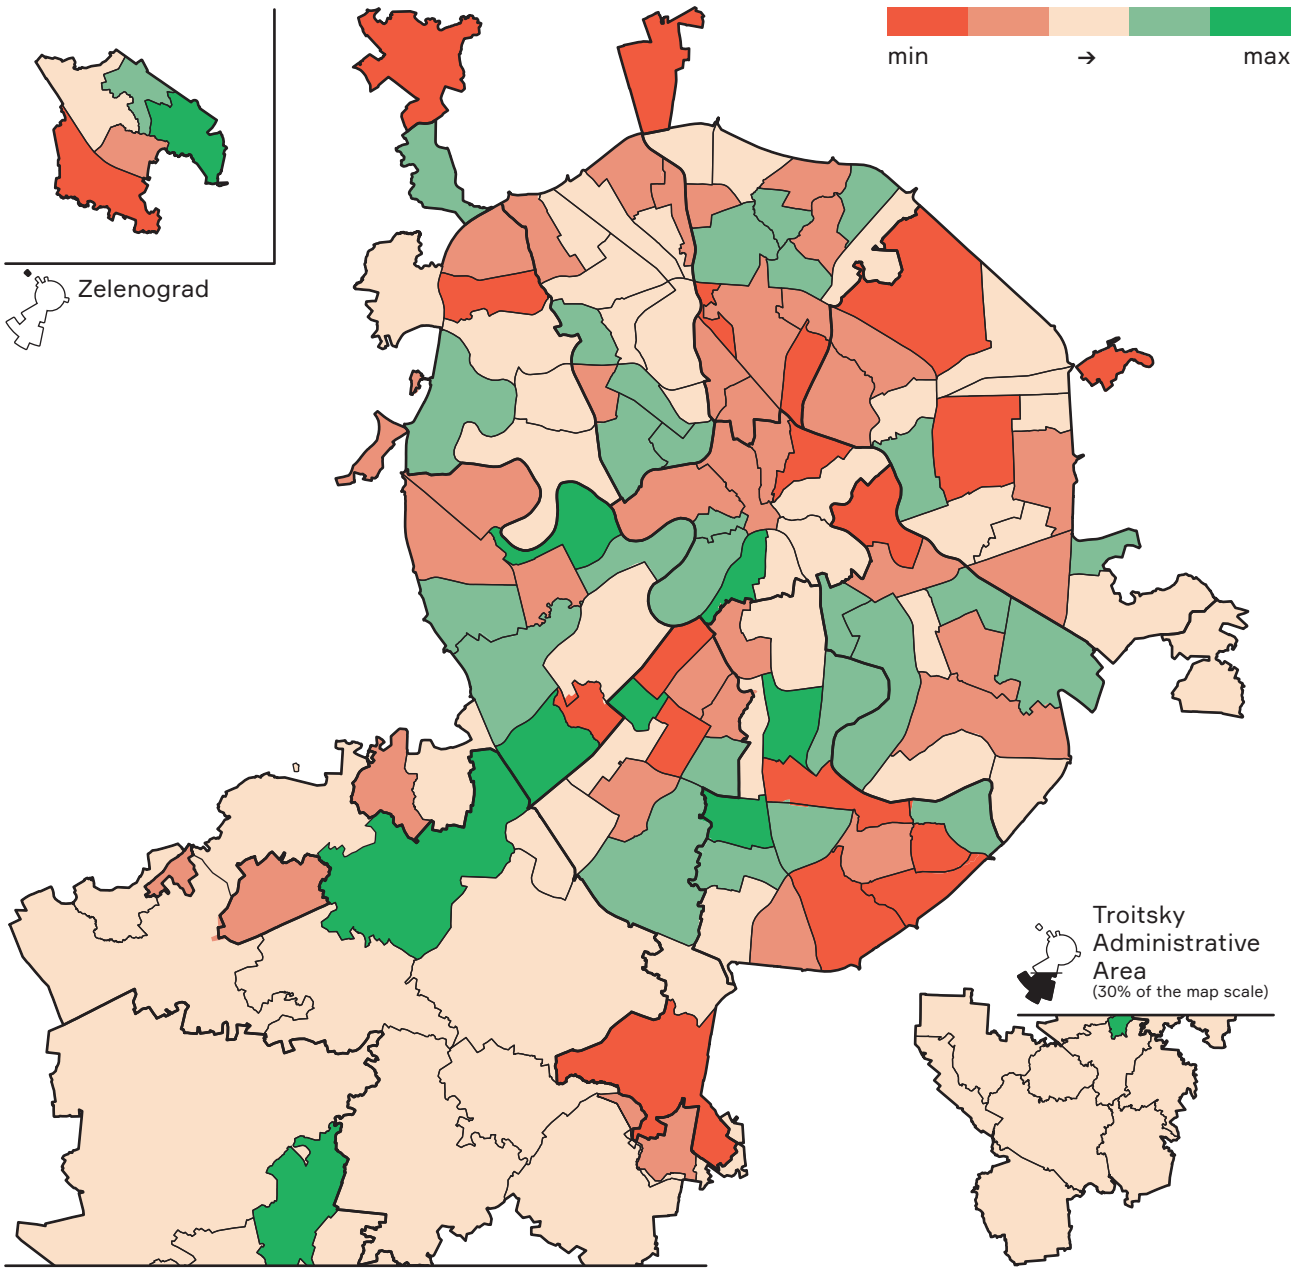 min → max
Zelenograd
Troitsky
Administrative
Area
(30% of the map scale)